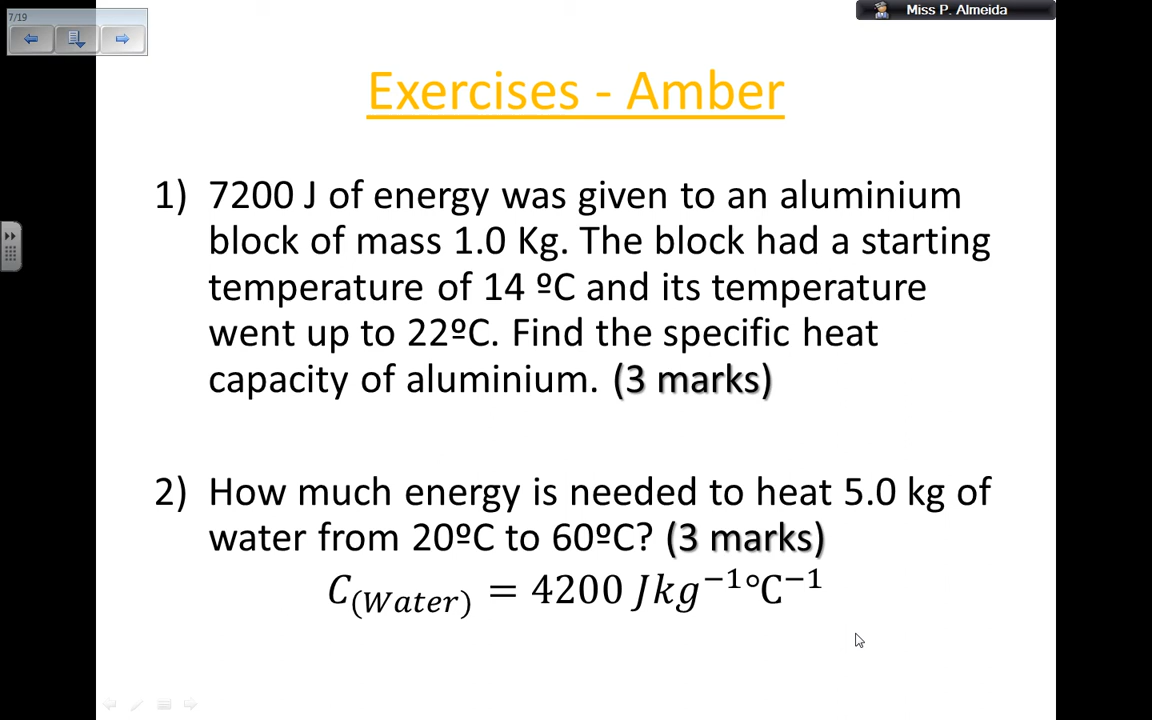 7/19
Miss P. Almeida
Exercises - Amber
1) 7200 J of energy was given to an aluminium
block of mass 1.0 Kg. The block had a starting
temperature of 14 ºC and its temperature
went up to 22ºC. Find the specific heat
capacity of aluminium. (3 marks)
2) How much energy is needed to heat 5.0 kg of
water from 20ºC to 60ºC? (3 marks)
C₍Water₎ = 4200 Jkg⁻¹°C⁻¹